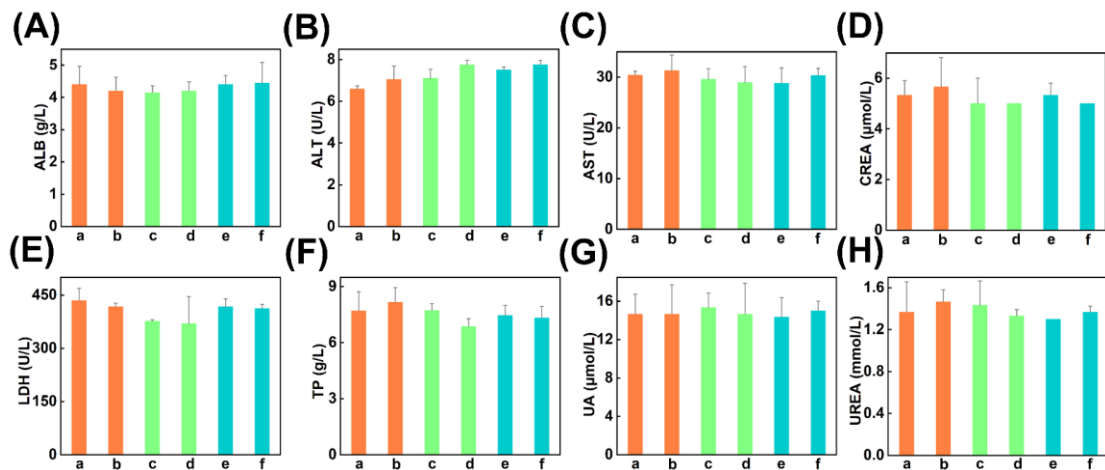 (A)
ALB (g/L)
5
4
3
2
1
0
a b c d e f
(B)
ALT (U/L)
8
6
4
2
0
a b c d e f
(C)
AST (U/L)
30
20
10
0
a b c d e f
(D)
CREA (μmol/L)
6
4
2
0
a b c d e f
(E)
LDH (U/L)
450
300
150
0
a b c d e f
(F)
TP (g/L)
9
6
3
0
a b c d e f
(G)
UA (μmol/L)
16
12
8
4
0
a b c d e f
(H)
UREA (mmol/L)
1.6
1.2
0.8
0.4
0.0
a b c d e f